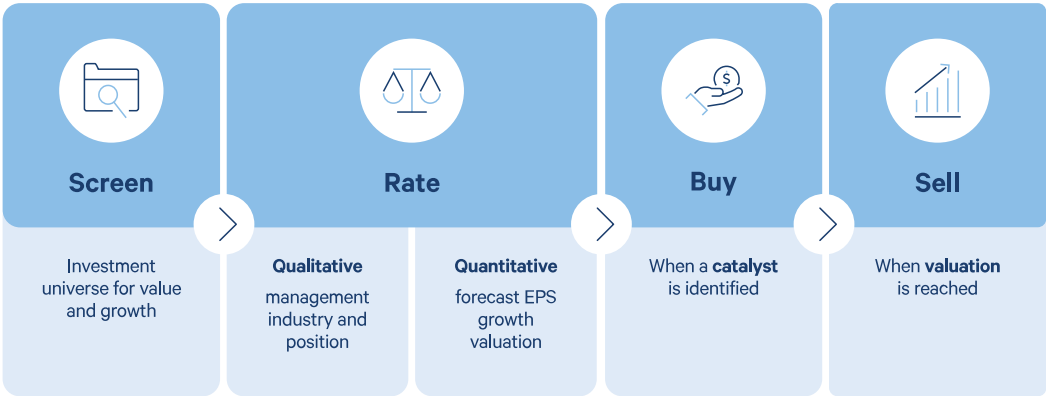 $
Screen
Rate
Buy
Sell
Investment
universe for value
and growth
Qualitative
management
industry and
position
Quantitative
forecast EPS
growth
valuation
When a catalyst
is identified
When valuation
is reached